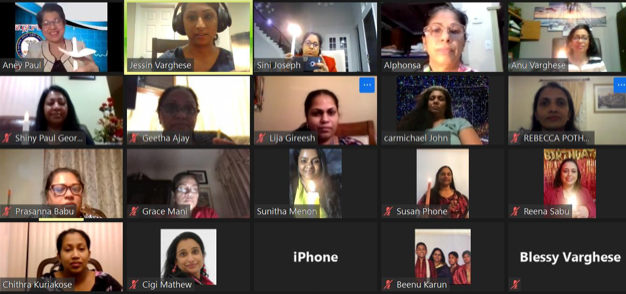 Aney Paul
Jessin Varghese
Sini Joseph
Alphonsa
Anu Varghese
Shiny Paul Geor...
Geetha Ajay
Lija Gireesh
carmichael John
REBECCA POTH...
Prasanna Babu
Grace Mani
Sunitha Menon
Susan Phone
Reena Sabu
Chithra Kuriakose
Cigi Mathew
iPhone
Beenu Karun
Blessy Varghese